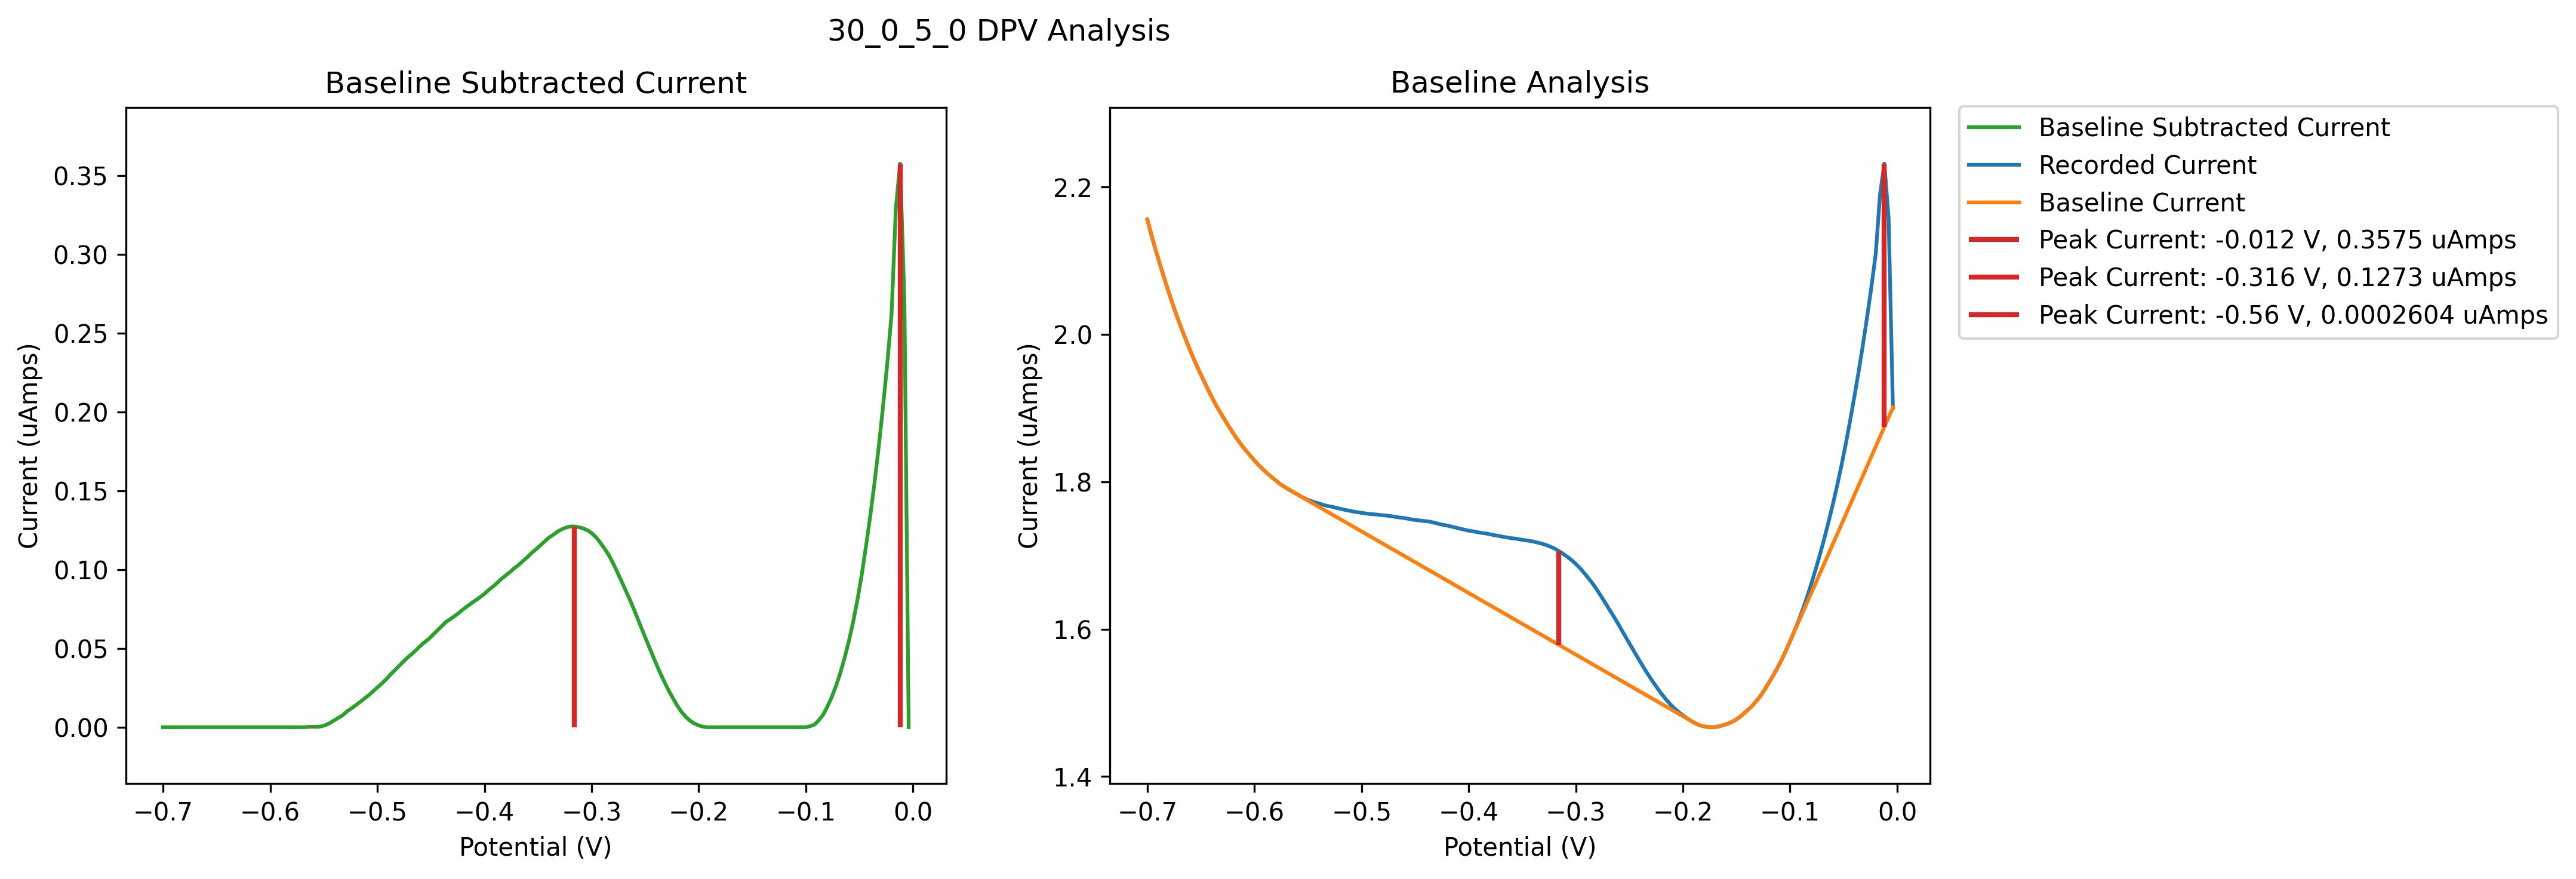 30_0_5_0 DPV Analysis
Baseline Subtracted Current
Current (uAmps)
0.35
0.30
0.25
0.20
0.15
0.10
0.05
0.00
−0.7 −0.6 −0.5 −0.4 −0.3 −0.2 −0.1 0.0
Potential (V)
Baseline Analysis
Current (uAmps)
2.2
2.0
1.8
1.6
1.4
−0.7 −0.6 −0.5 −0.4 −0.3 −0.2 −0.1 0.0
Potential (V)
Baseline Subtracted Current
Recorded Current
Baseline Current
Peak Current: -0.012 V, 0.3575 uAmps
Peak Current: -0.316 V, 0.1273 uAmps
Peak Current: -0.56 V, 0.0002604 uAmps